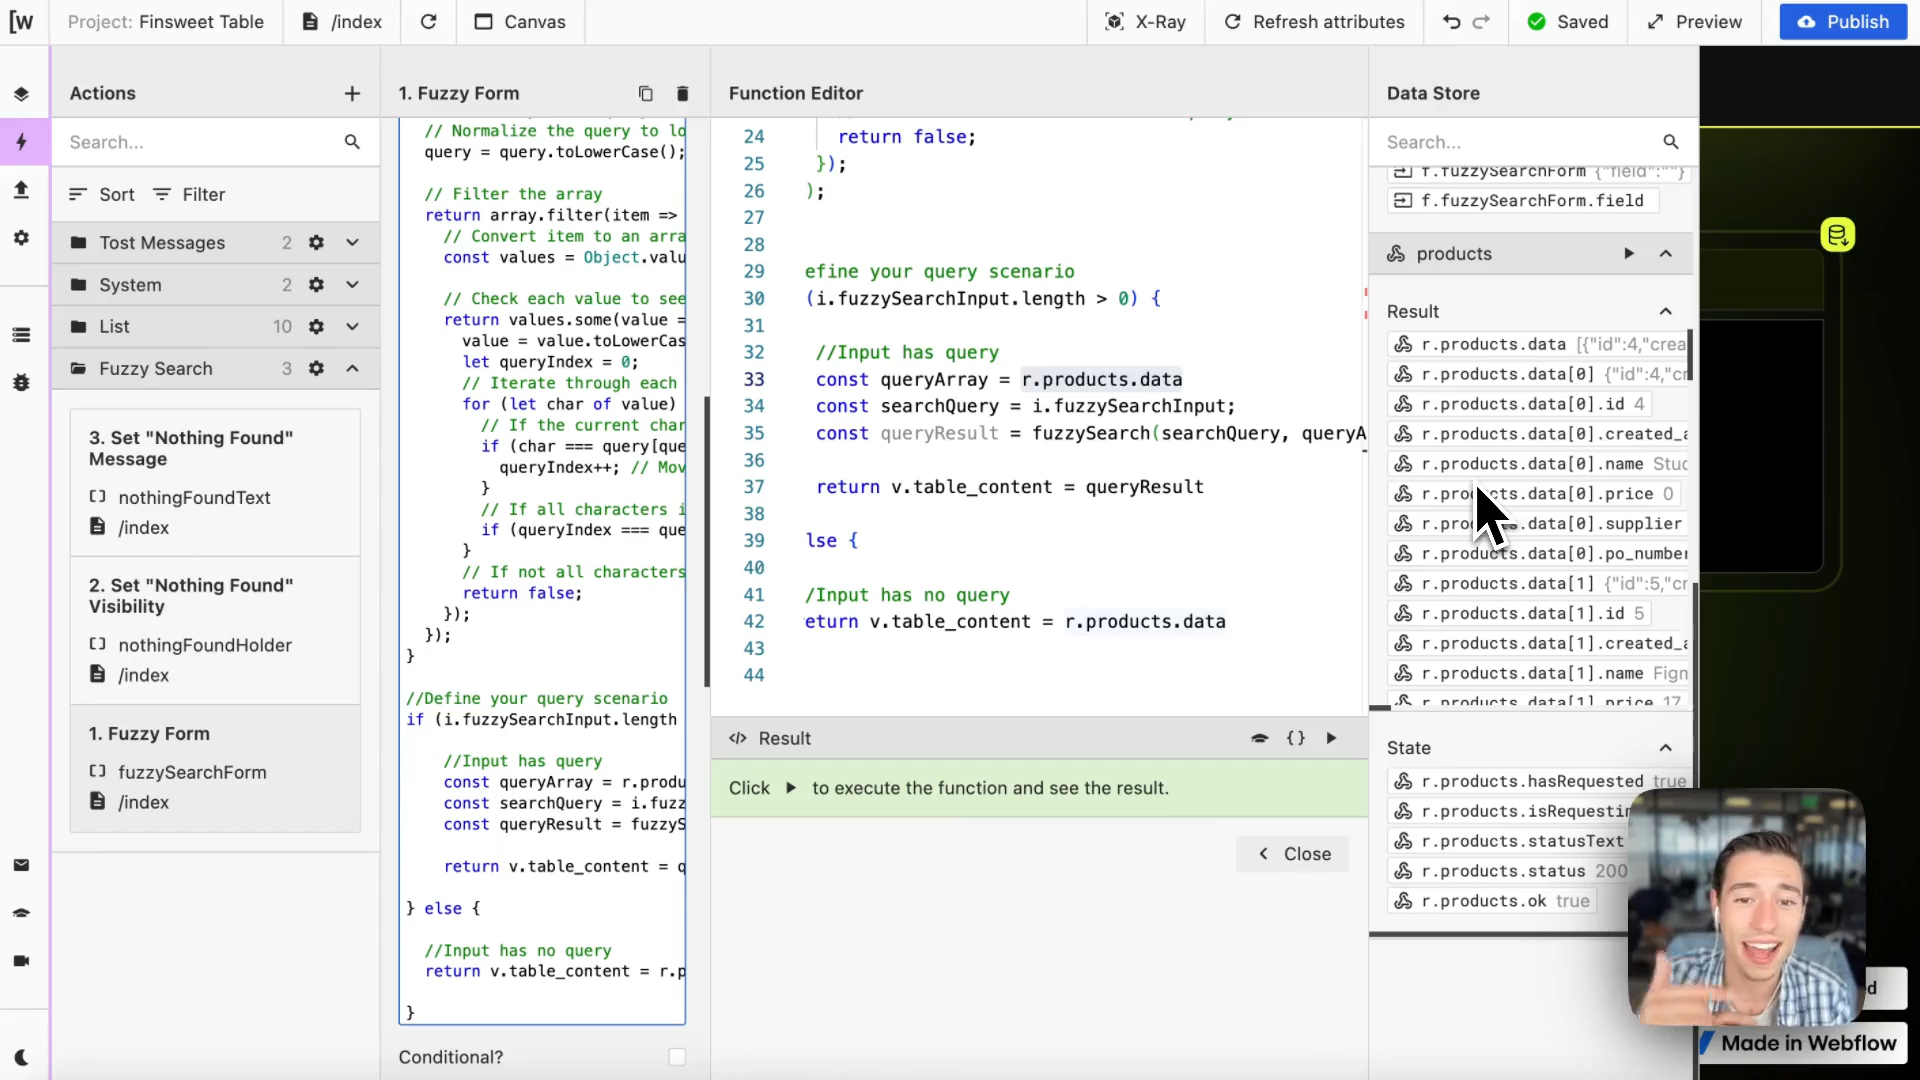 Project: Finsweet Table
/index
Canvas
X-Ray
Refresh attributes
Saved
Preview
Publish
Actions
Search...
Sort
Filter
Tost Messages 2
System 2
List 10
Fuzzy Search 3
3. Set "Nothing Found"
Message
nothingFoundText
/index
2. Set "Nothing Found"
Visibility
nothingFoundHolder
/index
1. Fuzzy Form
fuzzySearchForm
/index
1. Fuzzy Form
// Normalize the query to lo
query = query.toLowerCase();
// Filter the array
return array.filter(item =>
// Convert item to an arra
const values = Object.valu
// Check each value to see
return values.some(value =
value = value.toLowerCas
let queryIndex = 0;
// Iterate through each
for (let char of value)
// If the current char
if (char === query[que
queryIndex++; // Mov
}
// If all characters i
if (queryIndex === que
}
// If not all characters
return false;
});
});
}
//Define your query scenario
if (i.fuzzySearchInput.length
//Input has query
const queryArray = r.produ
const searchQuery = i.fuzz
const queryResult = fuzzyS
return v.table_content = q
} else {
//Input has no query
return v.table_content = r.p
}
Conditional?
Function Editor
24 return false;
25 });
26 );
27
28
29 efine your query scenario
30 (i.fuzzySearchInput.length > 0) {
31
32 //Input has query
33 const queryArray = r.products.data
34 const searchQuery = i.fuzzySearchInput;
35 const queryResult = fuzzySearch(searchQuery, queryA
36
37 return v.table_content = queryResult
38
39 lse {
40
41 /Input has no query
42 eturn v.table_content = r.products.data
43
44
</> Result
{}
Click ▶ to execute the function and see the result.
Close
Data Store
Search...
f.fuzzySearchForm {"field":""}
f.fuzzySearchForm.field
products
Result
r.products.data [{"id":4,"crea
r.products.data[0] {"id":4,"cr
r.products.data[0].id 4
r.products.data[0].created_a
r.products.data[0].name Stud
r.products.data[0].price 0
r.products.data[0].supplier
r.products.data[0].po_number
r.products.data[1] {"id":5,"cr
r.products.data[1].id 5
r.products.data[1].created_a
r.products.data[1].name Figm
r.products.data[1].price 17
State
r.products.hasRequested true
r.products.isRequestin
r.products.statusText
r.products.status 200
r.products.ok true
Made in Webflow